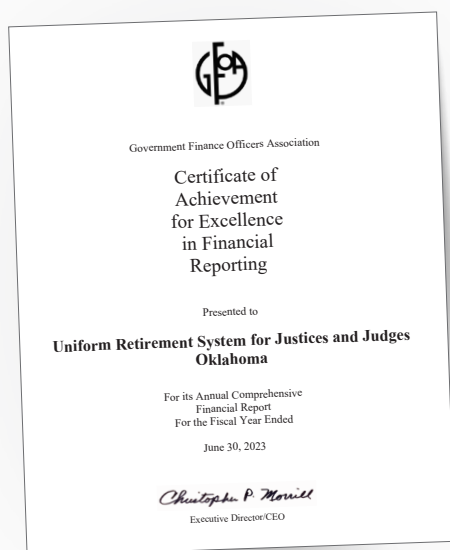 GFOA
Government Finance Officers Association
Certificate of
Achievement
for Excellence
in Financial
Reporting
Presented to
Uniform Retirement System for Justices and Judges
Oklahoma
For its Annual Comprehensive
Financial Report
For the Fiscal Year Ended
June 30, 2023
Christopher P. Morrill
Executive Director/CEO